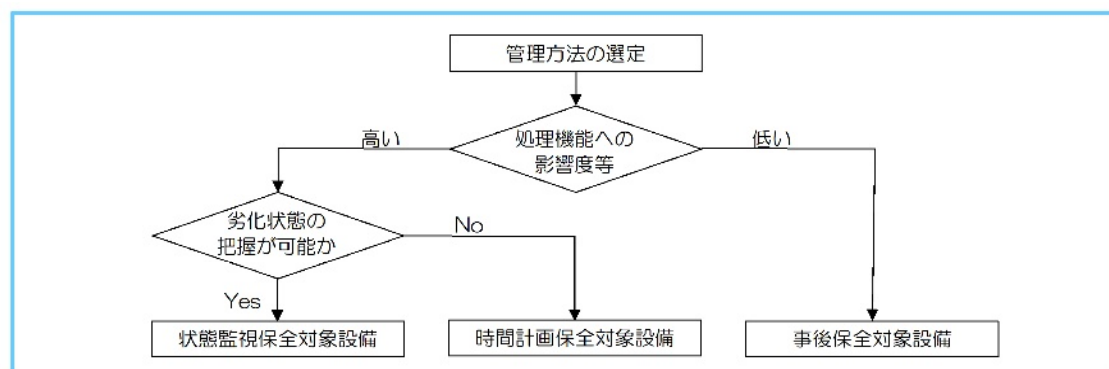 管理方法の選定
高い
処理機能への
影響度等
低い
劣化状態の
把握が可能か
No
Yes
状態監視保全対象設備
時間計画保全対象設備
事後保全対象設備